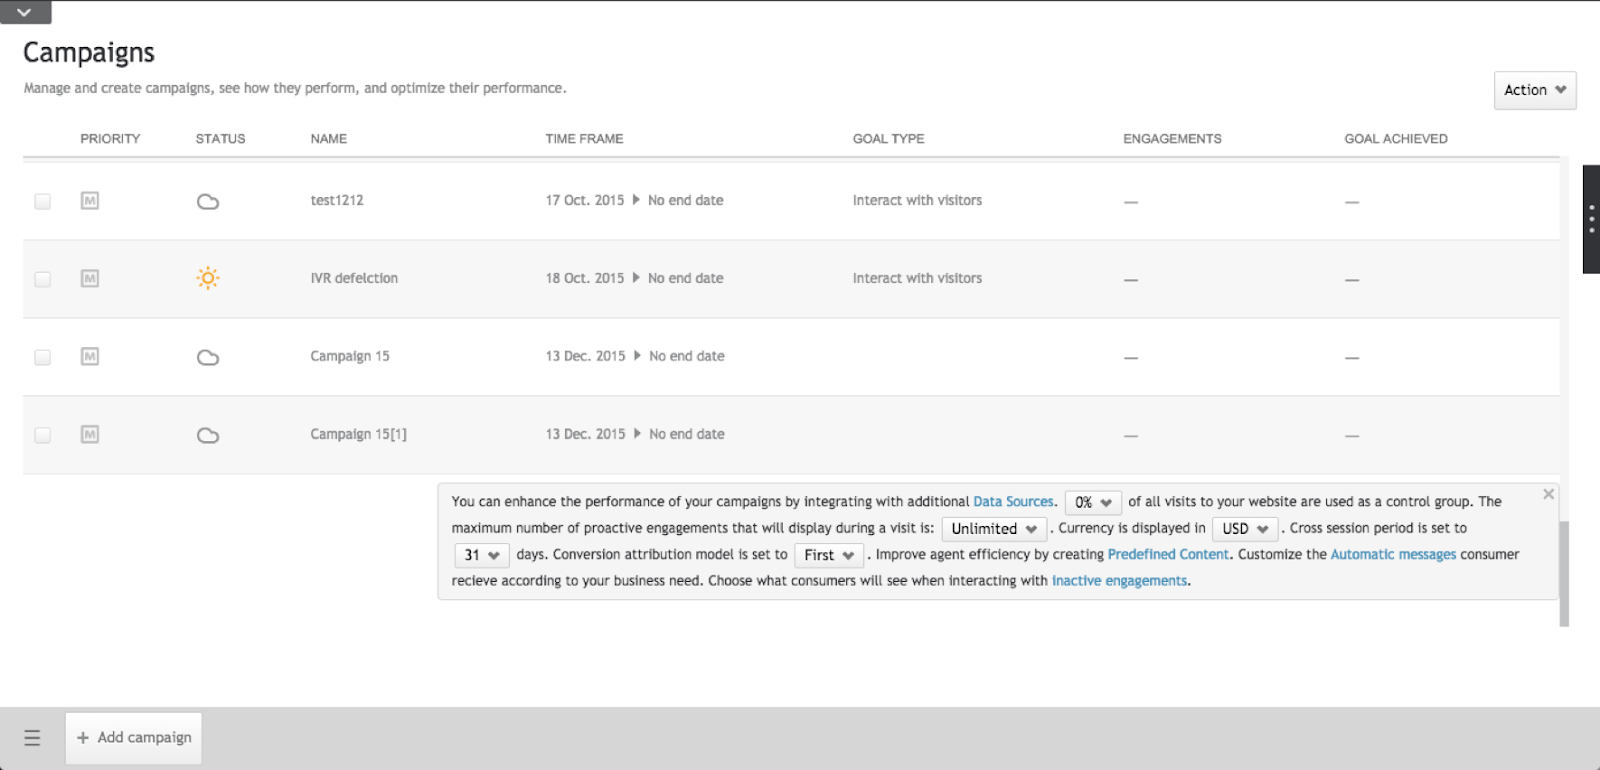 Campaigns
Manage and create campaigns, see how they perform, and optimize their performance.
Action
PRIORITY STATUS NAME TIME FRAME GOAL TYPE ENGAGEMENTS GOAL ACHIEVED
M test1212 17 Oct. 2015 No end date Interact with visitors — —
M IVR defelction 18 Oct. 2015 No end date Interact with visitors — —
M Campaign 15 13 Dec. 2015 No end date — —
M Campaign 15[1] 13 Dec. 2015 No end date — —
You can enhance the performance of your campaigns by integrating with additional Data Sources. 0% of all visits to your website are used as a control group. The
maximum number of proactive engagements that will display during a visit is: Unlimited . Currency is displayed in USD . Cross session period is set to
31 days. Conversion attribution model is set to First . Improve agent efficiency by creating Predefined Content. Customize the Automatic messages consumer
recieve according to your business need. Choose what consumers will see when interacting with inactive engagements.
+ Add campaign